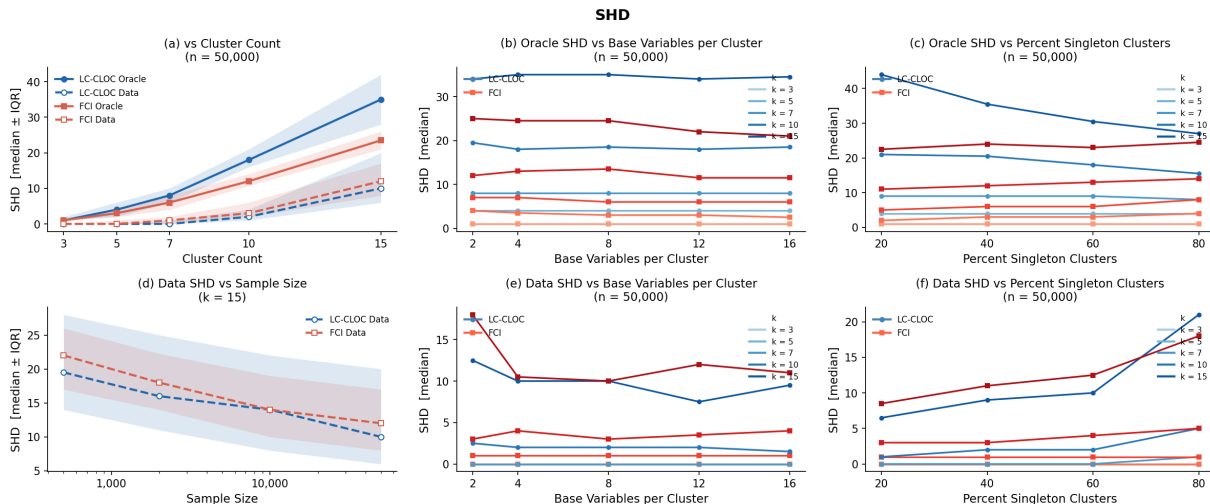 SHD
(a) vs Cluster Count
(n = 50,000)
LC-CLOC Oracle
LC-CLOC Data
FCI Oracle
FCI Data
SHD [median ± IQR]
0
10
20
30
40
3
5
7
10
15
Cluster Count
(b) Oracle SHD vs Base Variables per Cluster
(n = 50,000)
LC-CLOC
FCI
k
k = 3
k = 5
k = 7
k = 10
k = 15
SHD [median]
0
10
20
30
2
4
8
12
16
Base Variables per Cluster
(c) Oracle SHD vs Percent Singleton Clusters
(n = 50,000)
LC-CLOC
FCI
k
k = 3
k = 5
k = 7
k = 10
k = 15
SHD [median]
0
10
20
30
40
20
40
60
80
Percent Singleton Clusters
(d) Data SHD vs Sample Size
(k = 15)
LC-CLOC Data
FCI Data
SHD [median ± IQR]
5
10
15
20
25
1,000
10,000
Sample Size
(e) Data SHD vs Base Variables per Cluster
(n = 50,000)
LC-CLOC
FCI
k
k = 3
k = 5
k = 7
k = 10
k = 15
SHD [median]
0
5
10
15
2
4
8
12
16
Base Variables per Cluster
(f) Data SHD vs Percent Singleton Clusters
(n = 50,000)
LC-CLOC
FCI
k
k = 3
k = 5
k = 7
k = 10
k = 15
SHD [median]
0
5
10
15
20
20
40
60
80
Percent Singleton Clusters